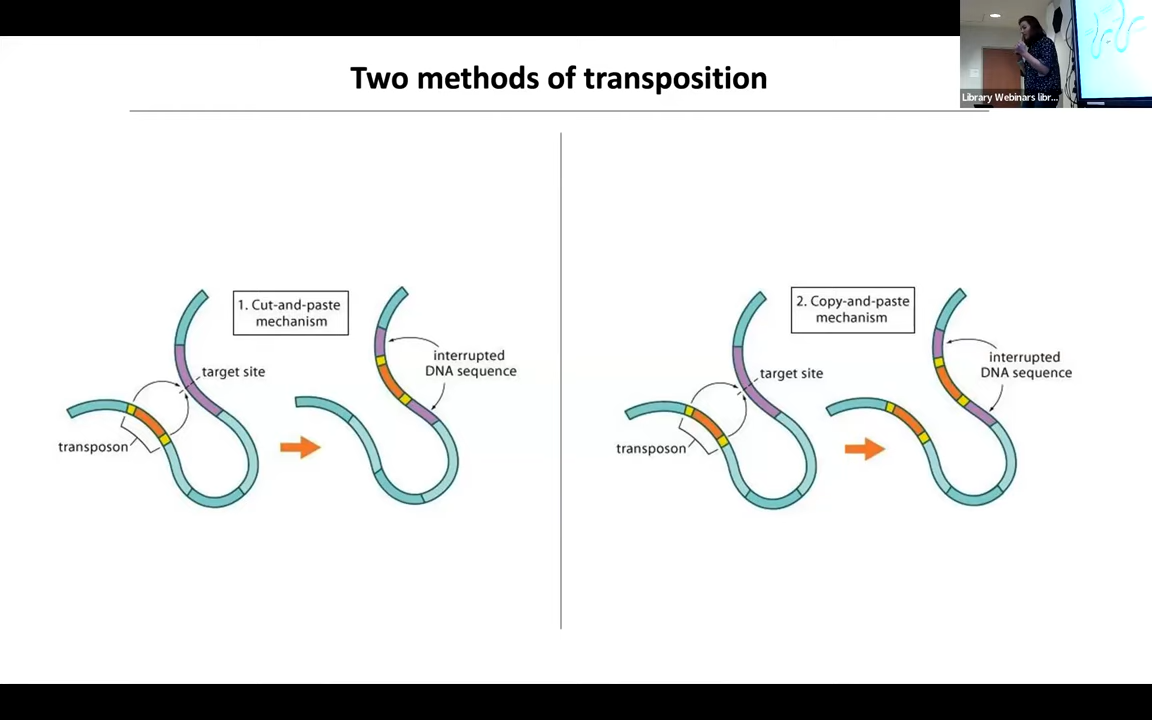 Two methods of transposition
Library Webinars libr...
1. Cut-and-paste
mechanism
target site
transposon
interrupted
DNA sequence
2. Copy-and-paste
mechanism
target site
transposon
interrupted
DNA sequence